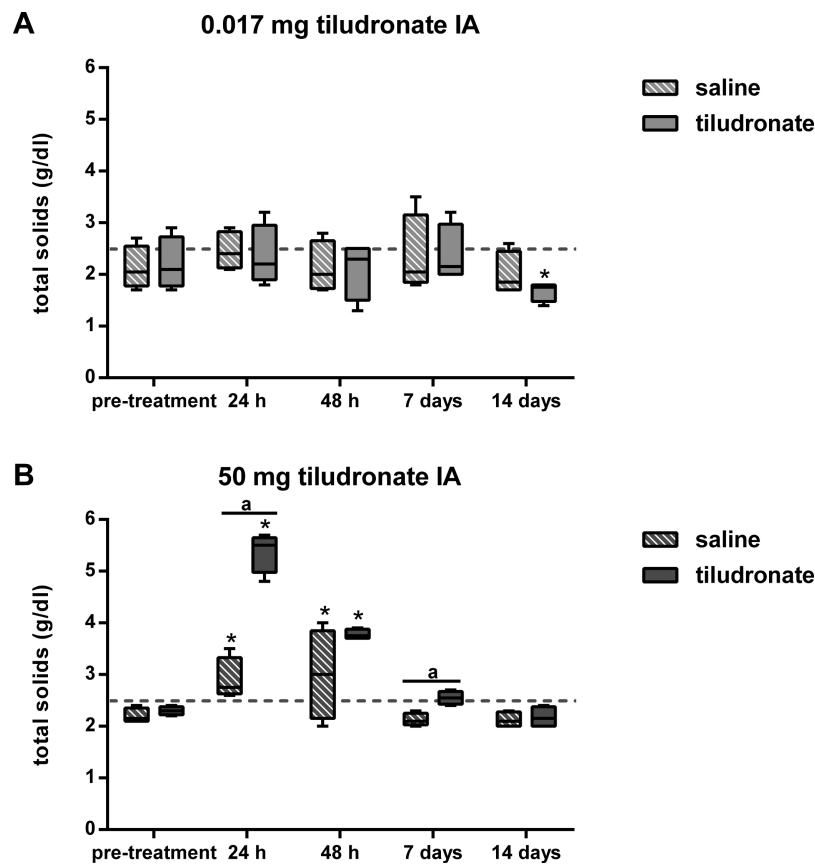 A
0.017 mg tiludronate IA
total solids (g/dl)
6
5
4
3
2
1
0
*
pre-treatment 24 h 48 h 7 days 14 days
saline
tiludronate
B
50 mg tiludronate IA
total solids (g/dl)
6
5
4
3
2
1
0
a
*
*
* *
a
pre-treatment 24 h 48 h 7 days 14 days
saline
tiludronate